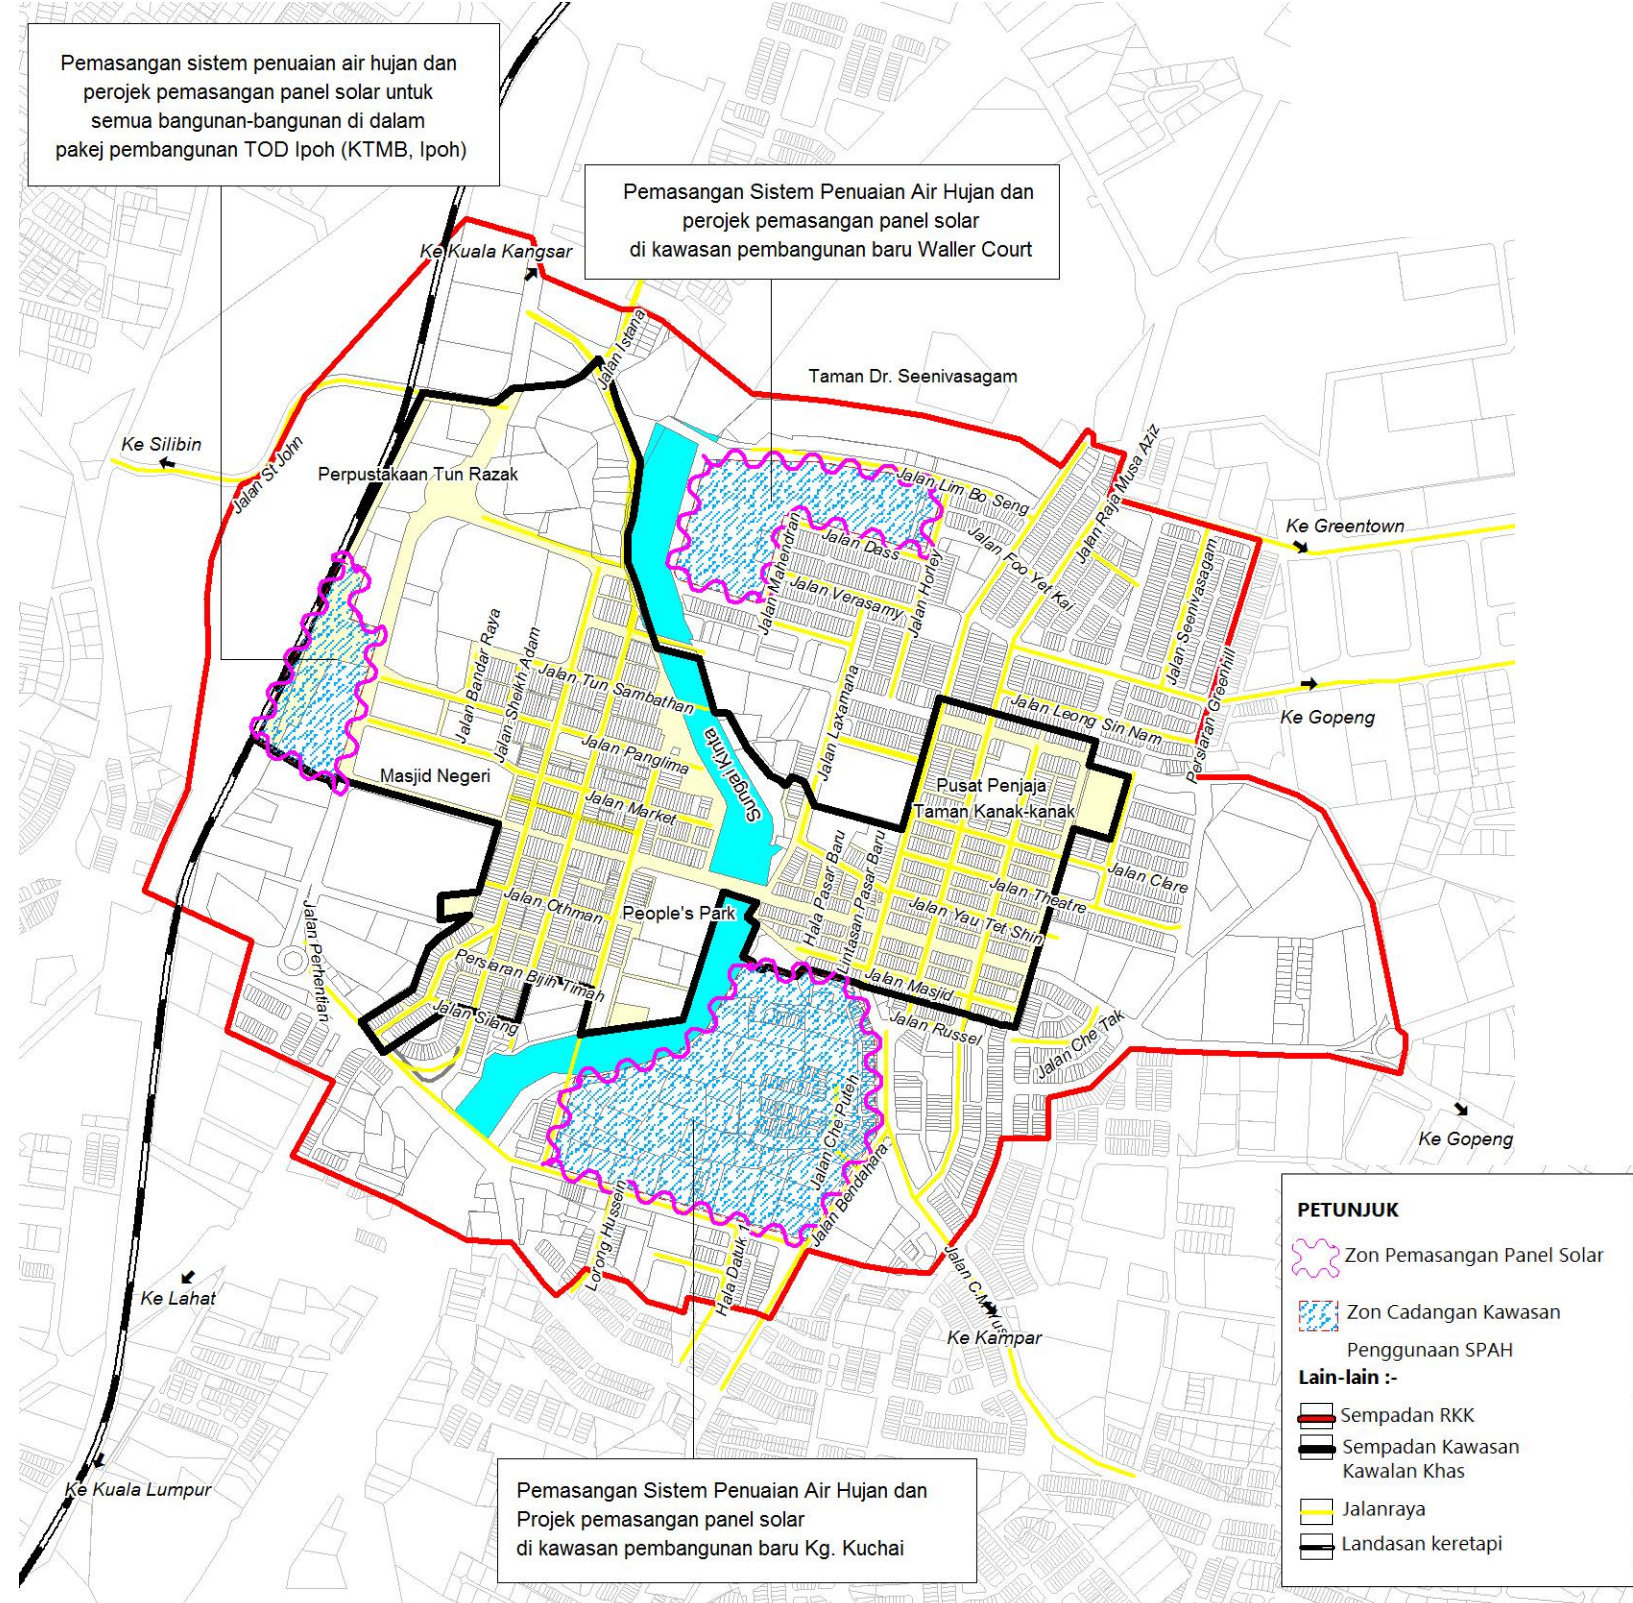 Pemasangan sistem penuaian air hujan dan
perojek pemasangan panel solar untuk
semua bangunan-bangunan di dalam
pakej pembangunan TOD Ipoh (KTMB, Ipoh)
Pemasangan Sistem Penuaian Air Hujan dan
perojek pemasangan panel solar
di kawasan pembangunan baru Waller Court
Ke Kuala Kangsar
Jalan Istana
Taman Dr. Seenivasagam
Ke Silibin
Jalan St John
Perpustakaan Tun Razak
Jalan Lim Bo Seng
Jalan Raja Musa Aziz
Ke Greentown
Jalan Mahendran
Jalan Dass
Jalan Horley
Jalan Foo Yet Kai
Jalan Verasamy
Jalan Seenivasagam
Jalan Bandar Raya
Jalan Sheikh Adam
Jalan Tun Sambathan
Jalan Laxamana
Jalan Leong Sin Nam
Persiaran Greenhill
Ke Gopeng
Jalan Panglima
Sungai Kinta
Masjid Negeri
Jalan Market
Pusat Penjaja
Taman Kanak-kanak
Hala Pasar Baru
Lintasan Pasar Baru
Jalan Clare
Jalan Theatre
Jalan Othman
People's Park
Jalan Yau Tet Shin
Jalan Perhentian
Persiaran Bijih Timah
Jalan Masjid
Jalan Silang
Jalan Russel
Jalan Che Tak
Jalan Che Puteh
Jalan Bendahara
Ke Gopeng
Lorong Hussein
Hala Datuk 1
Jalan C.M. Yus
Ke Lahat
Ke Kampar
Ke Kuala Lumpur
Pemasangan Sistem Penuaian Air Hujan dan
Projek pemasangan panel solar
di kawasan pembangunan baru Kg. Kuchai
PETUNJUK
Zon Pemasangan Panel Solar
Zon Cadangan Kawasan
Penggunaan SPAH
Lain-lain :-
Sempadan RKK
Sempadan Kawasan
Kawalan Khas
Jalanraya
Landasan keretapi